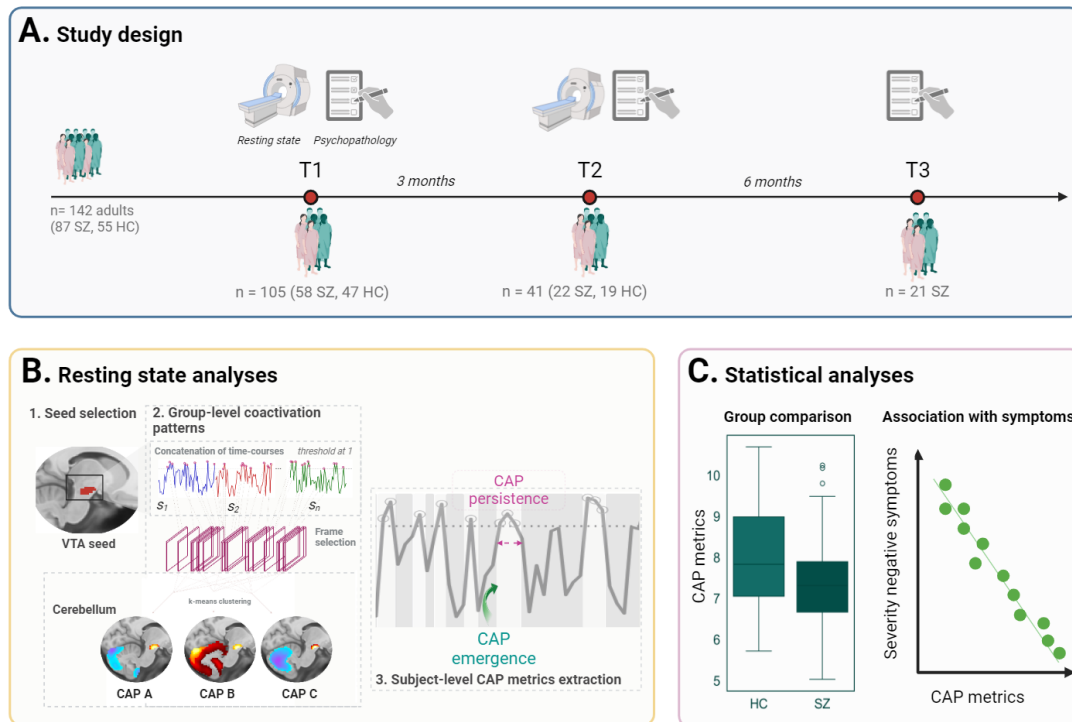 A. Study design
Resting state
Psychopathology
T1
3 months
T2
6 months
T3
n= 142 adults
(87 SZ, 55 HC)
n = 105 (58 SZ, 47 HC)
n = 41 (22 SZ, 19 HC)
n = 21 SZ
B. Resting state analyses
1. Seed selection
VTA seed
2. Group-level coactivation
patterns
Concatenation of time-courses
threshold at 1
S1
S2
Sn
Frame
selection
k-means clustering
Cerebellum
CAP A
CAP B
CAP C
CAP
persistence
CAP
emergence
3. Subject-level CAP metrics extraction
C. Statistical analyses
Group comparison
CAP metrics
10
9
8
7
6
5
HC
SZ
Association with symptoms
Severity negative symptoms
CAP metrics